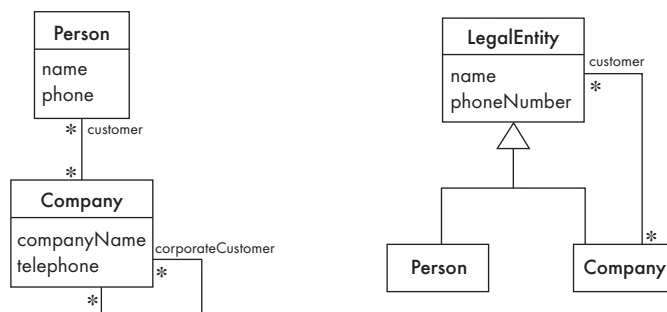 Person
name
phone
*
customer
*
Company
companyName
telephone
corporateCustomer
*
*
LegalEntity
name
phoneNumber
customer
*
*
Person
Company